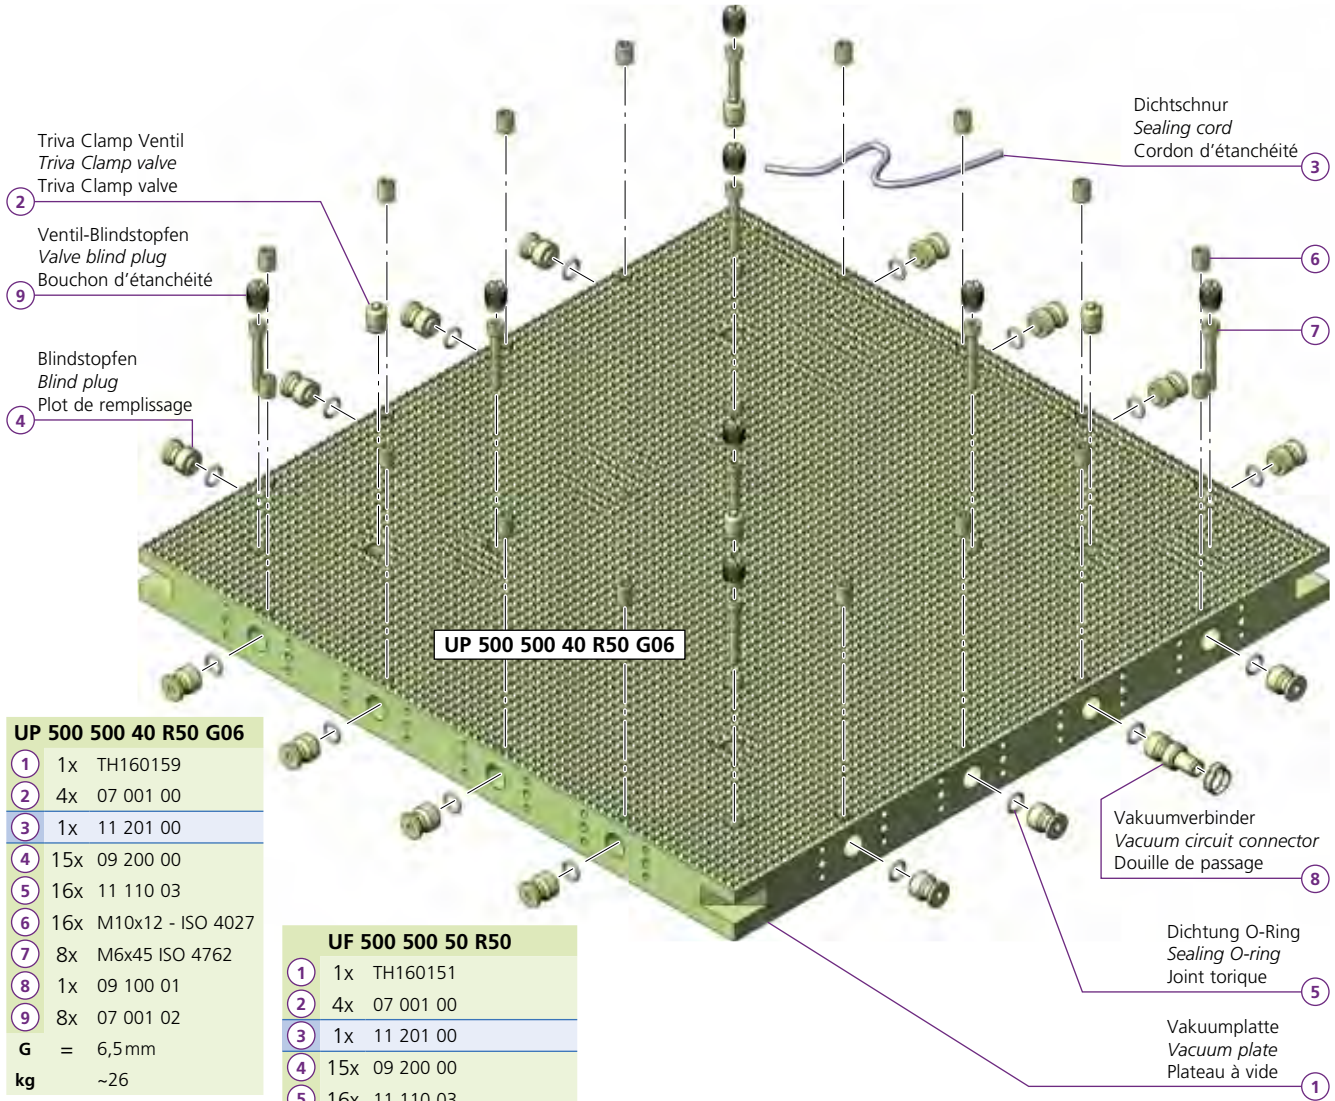 Dichtschnur
Sealing cord
Cordon d'étanchéité
3
Triva Clamp Ventil
Triva Clamp valve
Triva Clamp valve
2
Ventil-Blindstopfen
Valve blind plug
Bouchon d'étanchéité
9
6
7
Blindstopfen
Blind plug
Plot de remplissage
4
UP 500 500 40 R50 G06
UP 500 500 40 R50 G06
1 1x TH160159
2 4x 07 001 00
3 1x 11 201 00
4 15x 09 200 00
5 16x 11 110 03
6 16x M10x12 - ISO 4027
7 8x M6x45 ISO 4762
8 1x 09 100 01
9 8x 07 001 02
G = 6,5 mm
kg ~26
UF 500 500 50 R50
1 1x TH160151
2 4x 07 001 00
3 1x 11 201 00
4 15x 09 200 00
5 16x 11 110 03
Vakuumverbinder
Vacuum circuit connector
Douille de passage
8
Dichtung O-Ring
Sealing O-ring
Joint torique
5
Vakuumplatte
Vacuum plate
Plateau à vide
1